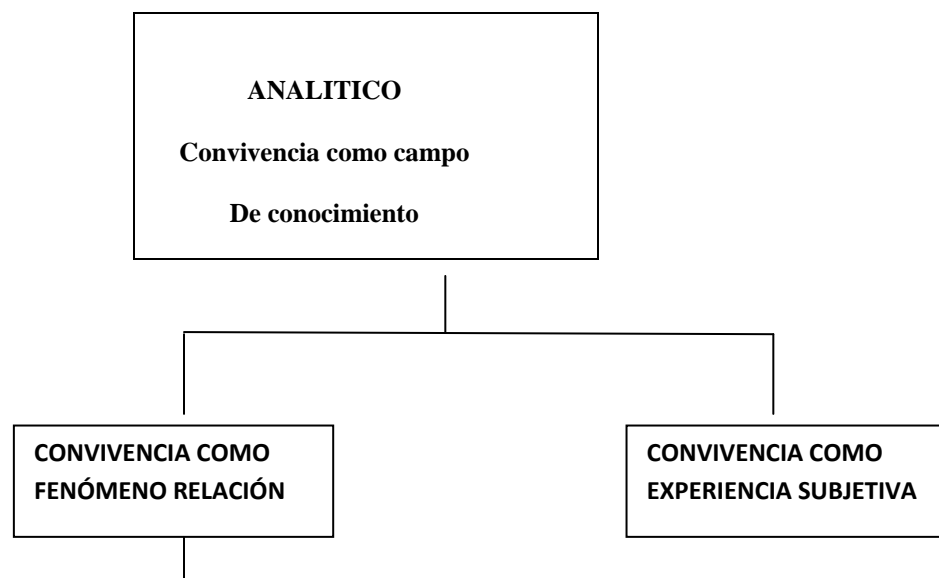 ANALITICO
Convivencia como campo
De conocimiento
CONVIVENCIA COMO
FENÓMENO RELACIÓN
CONVIVENCIA COMO
EXPERIENCIA SUBJETIVA